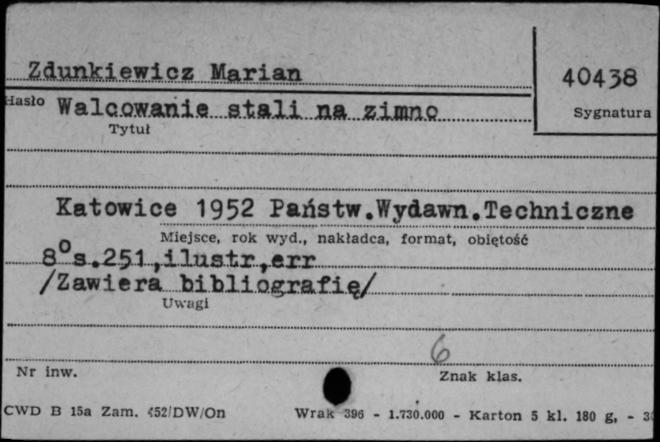 Zdunkiewicz Marian
40438
Hasło Walcowanie stali na zimno
Sygnatura
Tytuł
Katowice 1952 Państw.Wydawn.Techniczne
Miejsce, rok wyd., nakładca, format, objętość
8°s.251,ilustr,err
/Zawiera bibliografię/
Uwagi
6
Nr inw.
Znak klas.
CWD B 15a Zam. 452/DW/On Wrak 396 - 1.730.000 - Karton 5 kl. 180 g, -